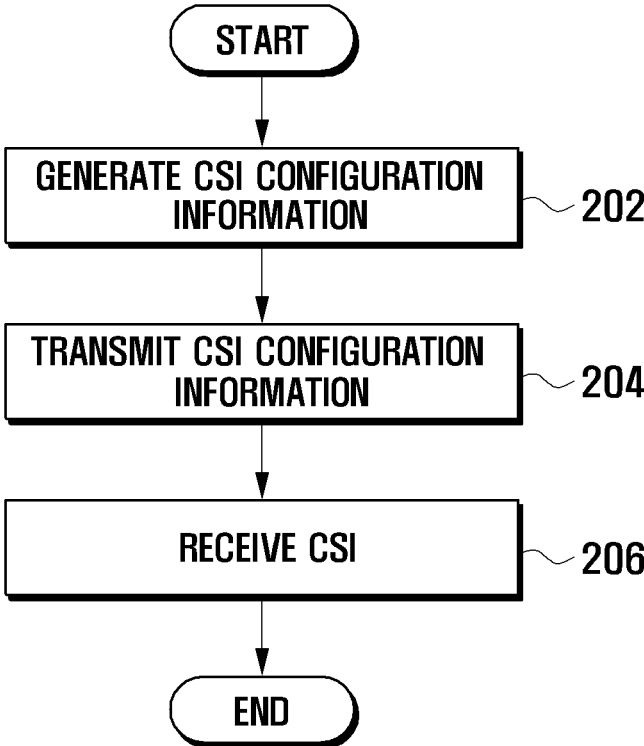 START
GENERATE CSI CONFIGURATION
INFORMATION
202
TRANSMIT CSI CONFIGURATION
INFORMATION
204
RECEIVE CSI
206
END